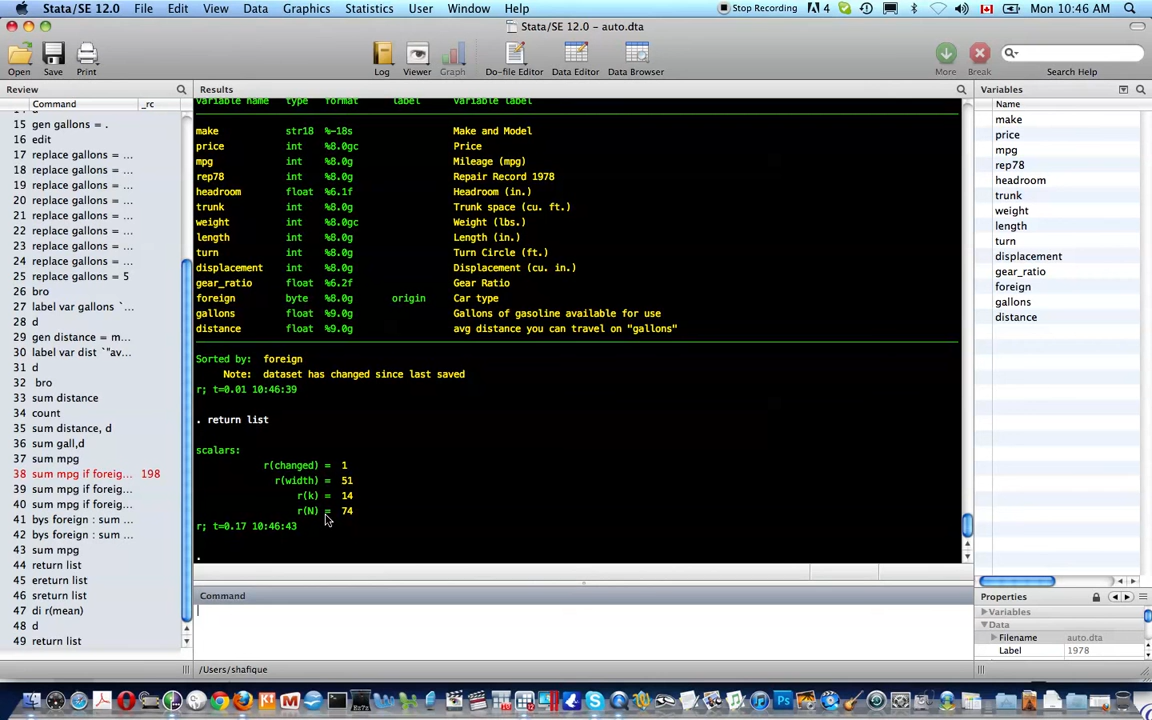 Stata/SE 12.0 File Edit View Data Graphics Statistics User Window Help Stop Recording 4 Mon 10:46 AM
Stata/SE 12.0 - auto.dta
Open Save Print Log Viewer Graph Do-file Editor Data Editor Data Browser More Break Search Help
Review Results Variables
Command _rc
15 gen gallons = .
16 edit
17 replace gallons = ...
18 replace gallons = ...
19 replace gallons = ...
20 replace gallons = ...
21 replace gallons = ...
22 replace gallons = ...
23 replace gallons = ...
24 replace gallons = ...
25 replace gallons = 5
26 bro
27 label var gallons `...
28 d
29 gen distance = m...
30 label var dist `"av...
31 d
32 bro
33 sum distance
34 count
35 sum distance, d
36 sum gall,d
37 sum mpg
38 sum mpg if foreig... 198
39 sum mpg if foreig...
40 sum mpg if foreig...
41 bys foreign : sum ...
42 bys foreign : sum ...
43 sum mpg
44 return list
45 ereturn list
46 sreturn list
47 di r(mean)
48 d
49 return list
variable name type format label variable label
make str18 %-18s Make and Model
price int %8.0gc Price
mpg int %8.0g Mileage (mpg)
rep78 int %8.0g Repair Record 1978
headroom float %6.1f Headroom (in.)
trunk int %8.0g Trunk space (cu. ft.)
weight int %8.0gc Weight (lbs.)
length int %8.0g Length (in.)
turn int %8.0g Turn Circle (ft.)
displacement int %8.0g Displacement (cu. in.)
gear_ratio float %6.2f Gear Ratio
foreign byte %8.0g origin Car type
gallons float %9.0g Gallons of gasoline available for use
distance float %9.0g avg distance you can travel on "gallons"
Sorted by: foreign
Note: dataset has changed since last saved
r; t=0.01 10:46:39
. return list
scalars:
r(changed) = 1
r(width) = 51
r(k) = 14
r(N) = 74
r; t=0.17 10:46:43
.
Command
/Users/shafique
Name
make
price
mpg
rep78
headroom
trunk
weight
length
turn
displacement
gear_ratio
foreign
gallons
distance
Properties
Variables
Data
Filename auto.dta
Label 1978